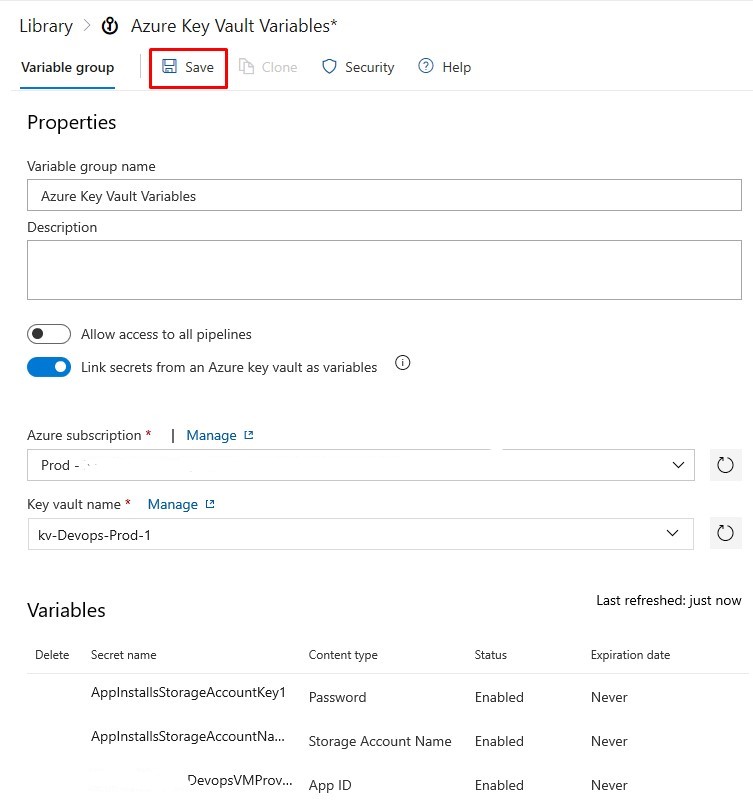 Library > Azure Key Vault Variables*
Variable group | Save Clone Security Help
Properties
Variable group name
Azure Key Vault Variables
Description
Allow access to all pipelines
Link secrets from an Azure key vault as variables
Azure subscription * | Manage
Prod -
Key vault name * Manage
kv-Devops-Prod-1
Last refreshed: just now
Variables
Delete Secret name Content type Status Expiration date
AppInstallsStorageAccountKey1 Password Enabled Never
AppInstallsStorageAccountNa... Storage Account Name Enabled Never
DevopsVMProv... App ID Enabled Never